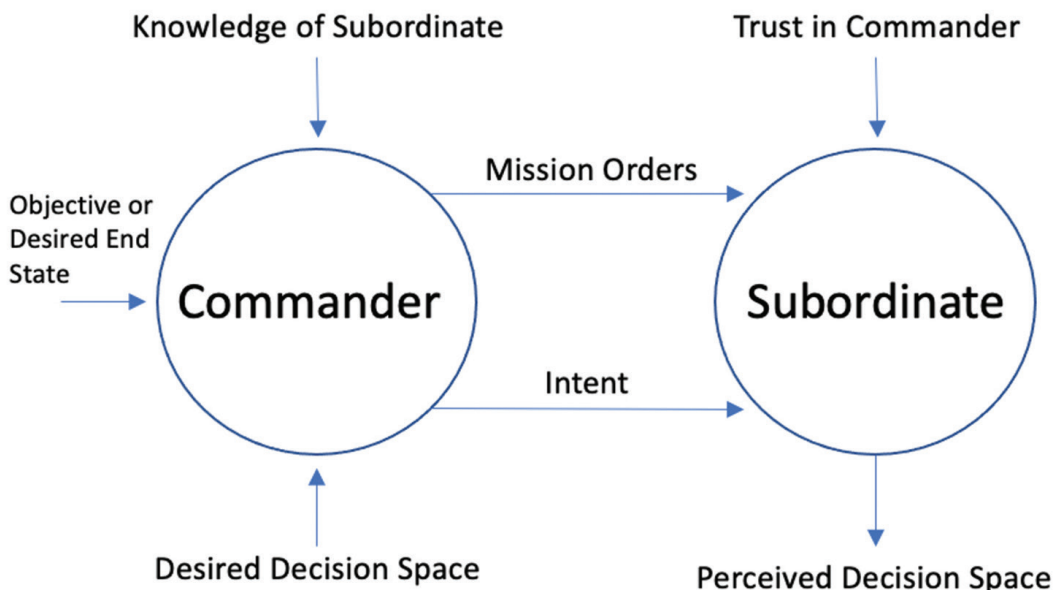 Knowledge of Subordinate
Trust in Commander
Mission Orders
Objective or
Desired End
State
Commander
Subordinate
Intent
Desired Decision Space
Perceived Decision Space